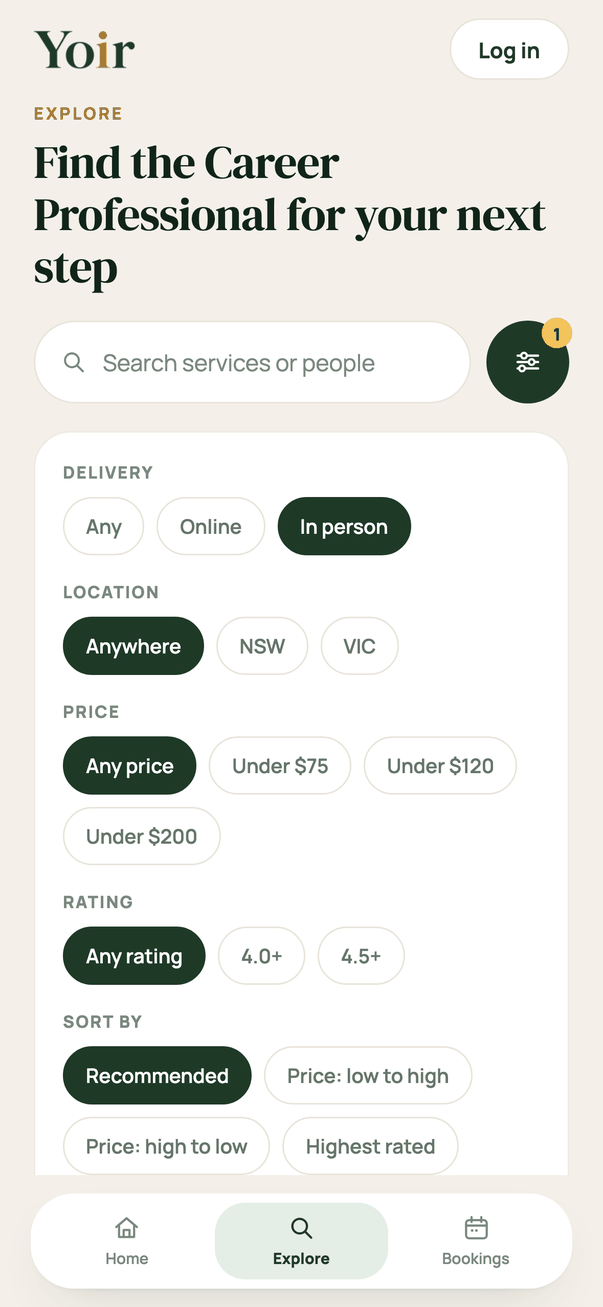 Yoir
Log in
EXPLORE
Find the Career
Professional for your next
step
Search services or people
1
DELIVERY
Any
Online
In person
LOCATION
Anywhere
NSW
VIC
PRICE
Any price
Under $75
Under $120
Under $200
RATING
Any rating
4.0+
4.5+
SORT BY
Recommended
Price: low to high
Price: high to low
Highest rated
Home
Explore
Bookings